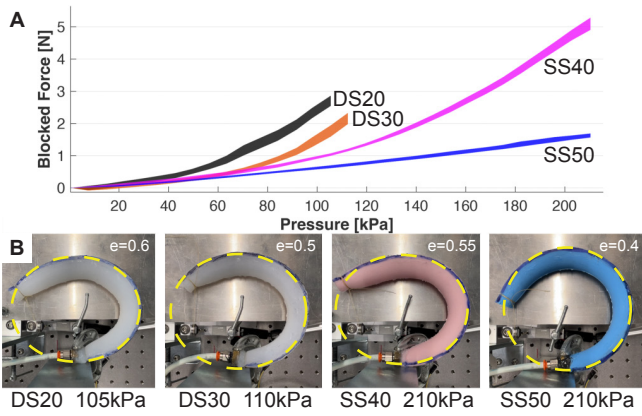 A
Blocked Force [N]
5
4
3
2
1
0
DS20
DS30
SS40
SS50
20 40 60 80 100 120 140 160 180 200
Pressure [kPa]
B
e=0.6 e=0.5 e=0.55 e=0.4
DS20 105kPa DS30 110kPa SS40 210kPa SS50 210kPa